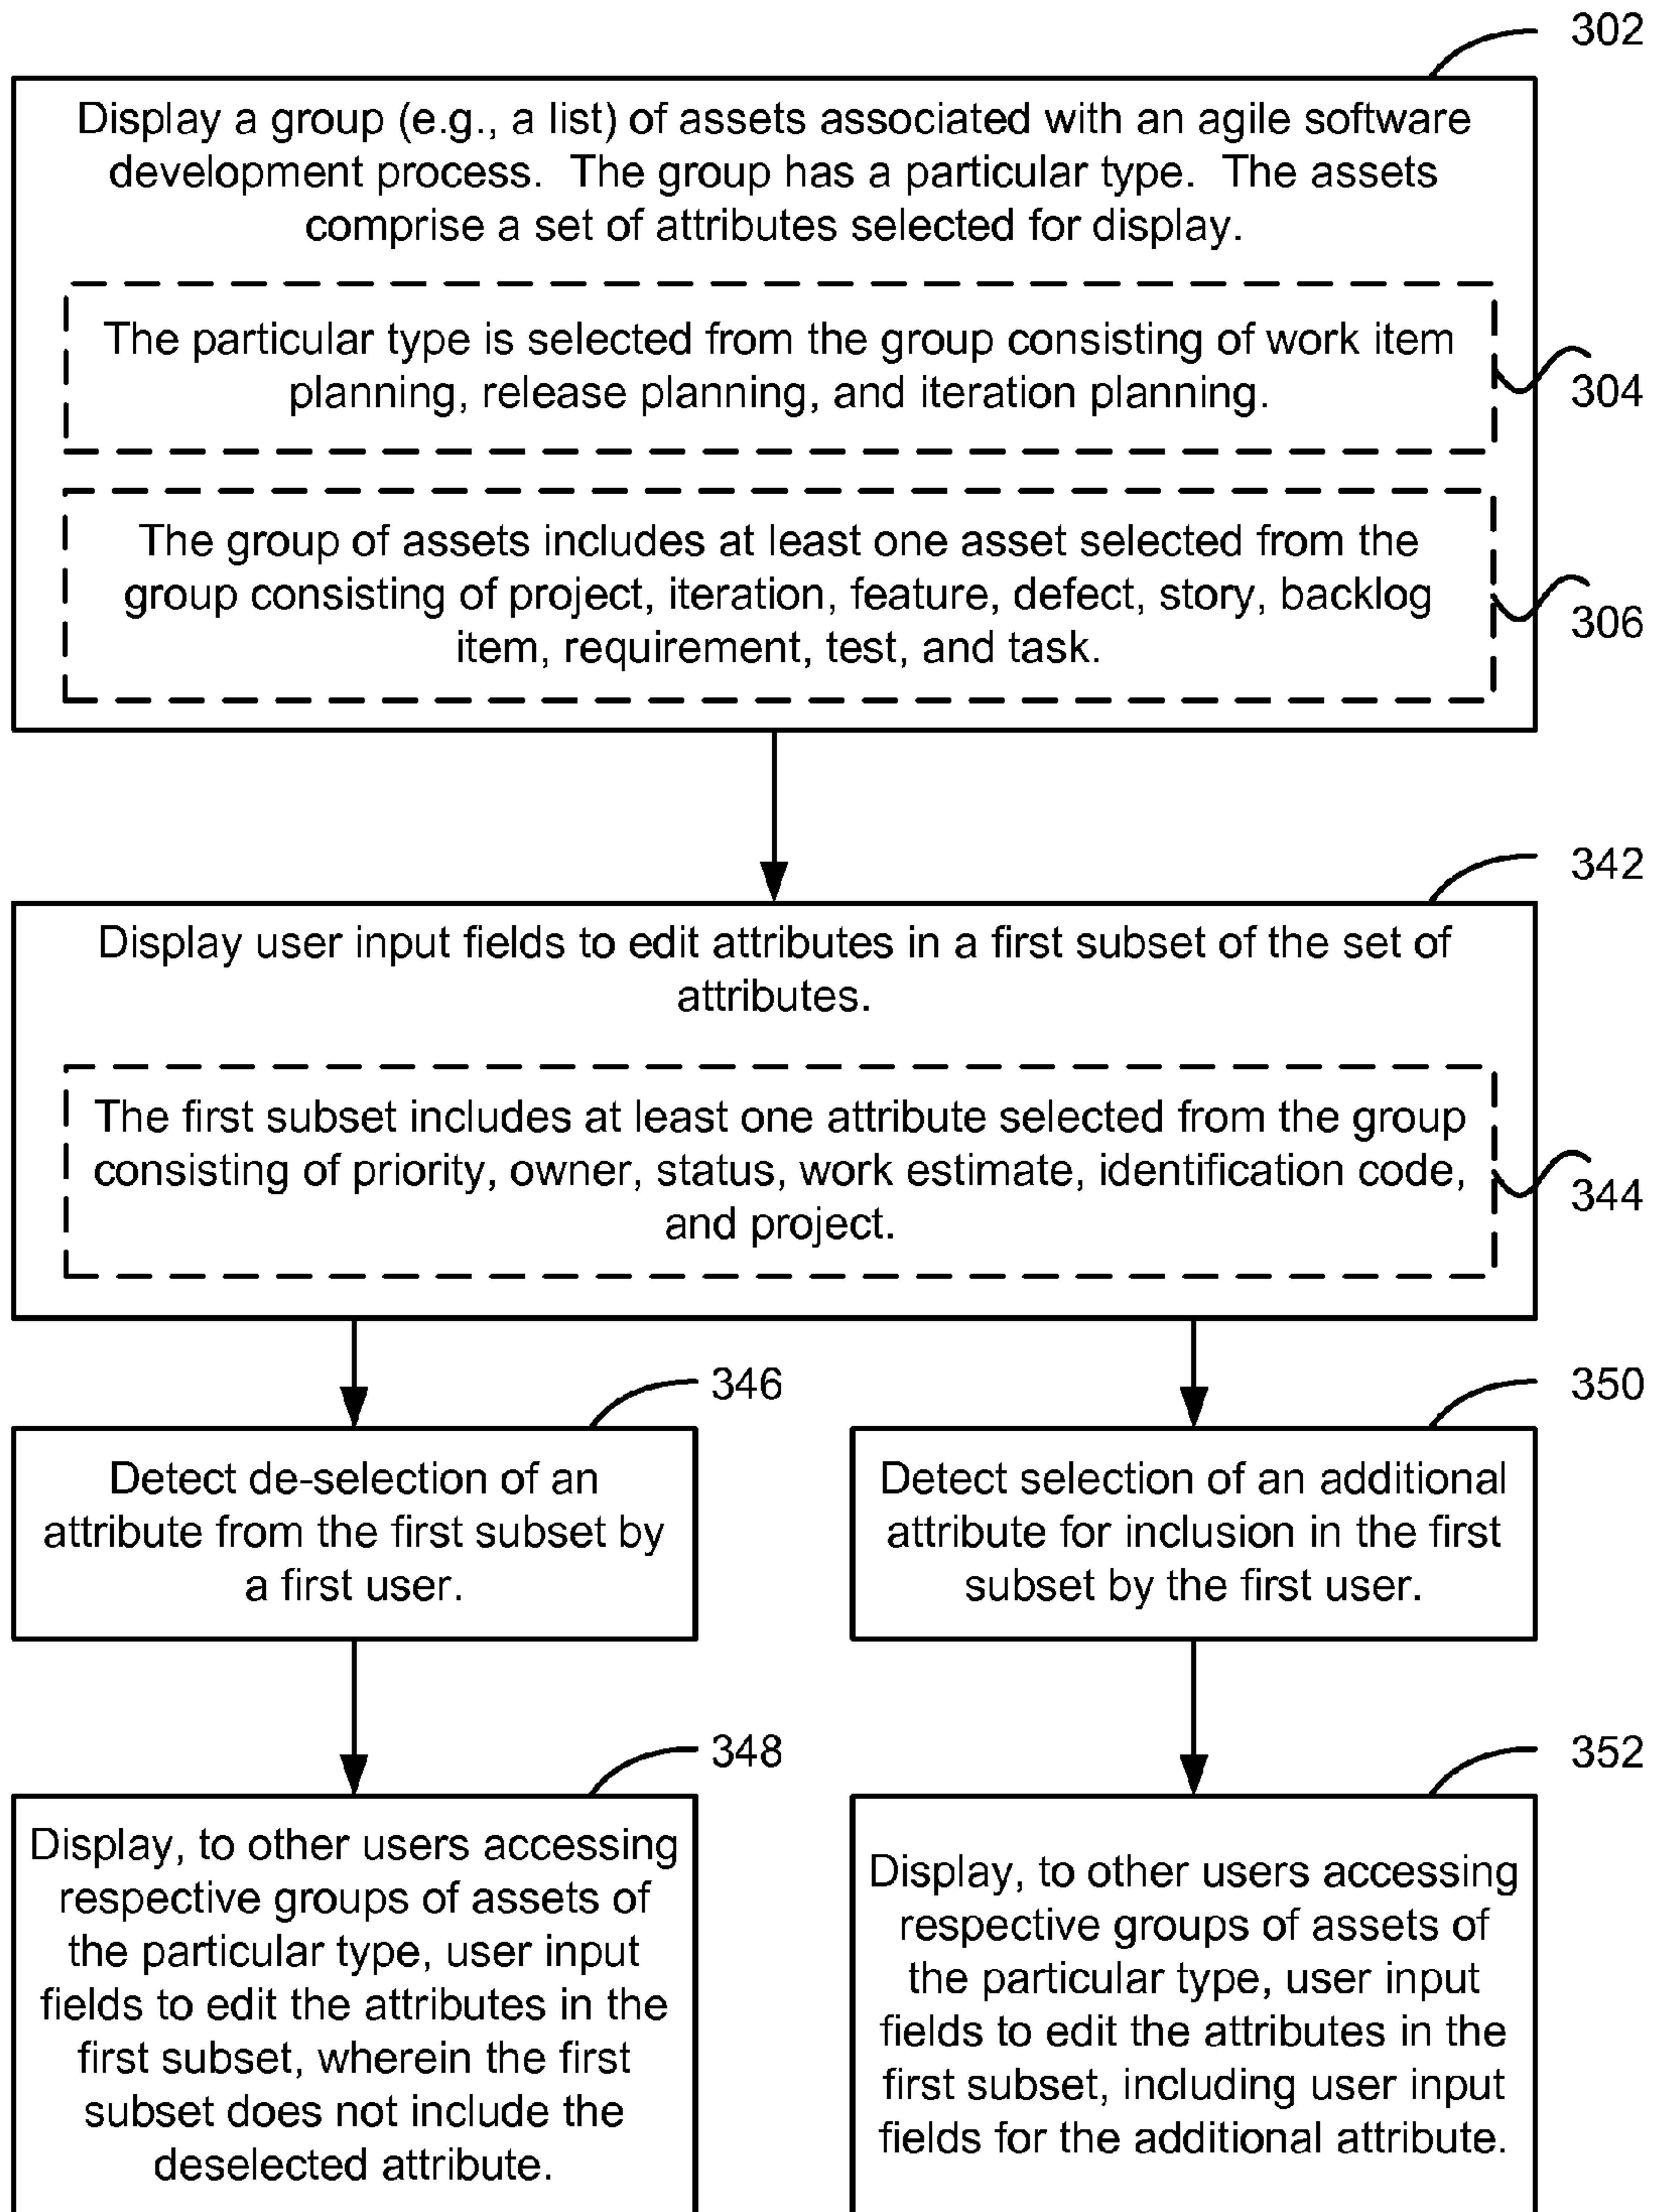 302
Display a group (e.g., a list) of assets associated with an agile software
development process.  The group has a particular type.  The assets
comprise a set of attributes selected for display.
The particular type is selected from the group consisting of work item
planning, release planning, and iteration planning.
304
The group of assets includes at least one asset selected from the
group consisting of project, iteration, feature, defect, story, backlog
item, requirement, test, and task.
306
342
Display user input fields to edit attributes in a first subset of the set of
attributes.
The first subset includes at least one attribute selected from the group
consisting of priority, owner, status, work estimate, identification code,
and project.
344
346
Detect de-selection of an
attribute from the first subset by
a first user.
350
Detect selection of an additional
attribute for inclusion in the first
subset by the first user.
348
Display, to other users accessing
respective groups of assets of
the particular type, user input
fields to edit the attributes in the
first subset, wherein the first
subset does not include the
deselected attribute.
352
Display, to other users accessing
respective groups of assets of
the particular type, user input
fields to edit the attributes in the
first subset, including user input
fields for the additional attribute.